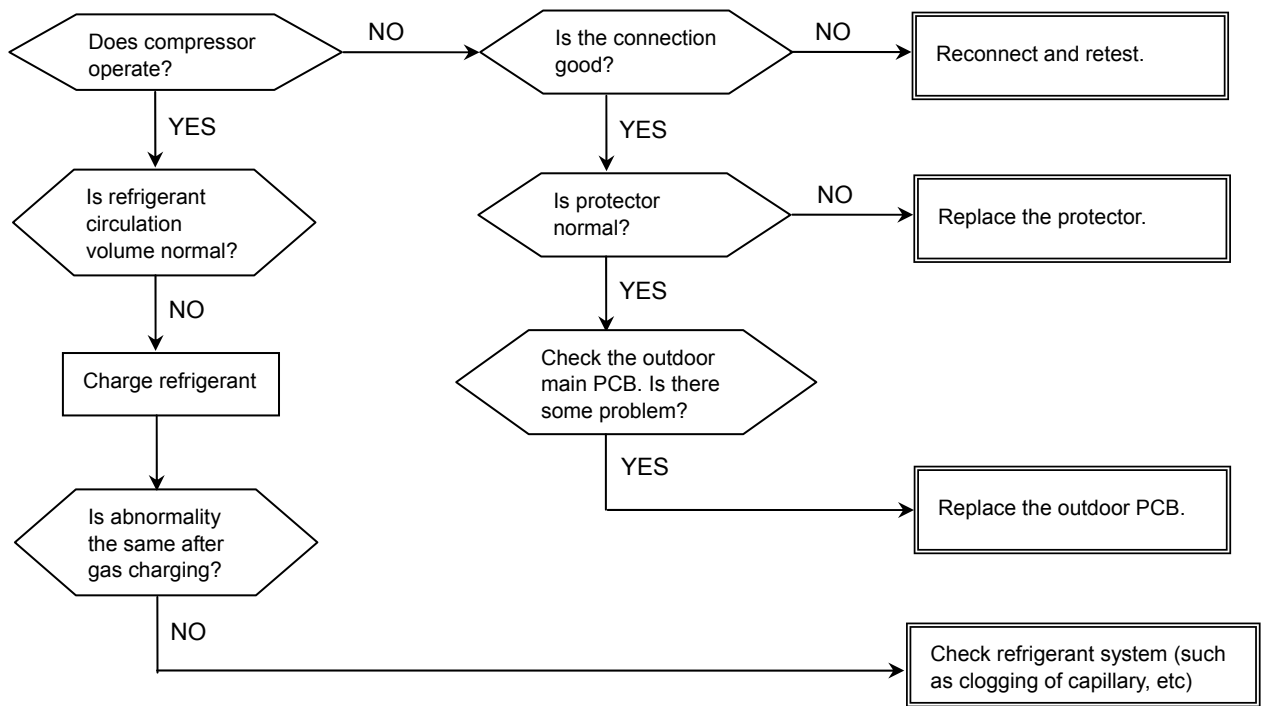 Does compressor
operate?
NO
Is the connection
good?
NO
Reconnect and retest.
YES
YES
Is refrigerant
circulation
volume normal?
Is protector
normal?
NO
Replace the protector.
NO
YES
Charge refrigerant
Check the outdoor
main PCB. Is there
some problem?
YES
Is abnormality
the same after
gas charging?
Replace the outdoor PCB.
NO
Check refrigerant system (such
as clogging of capillary, etc)